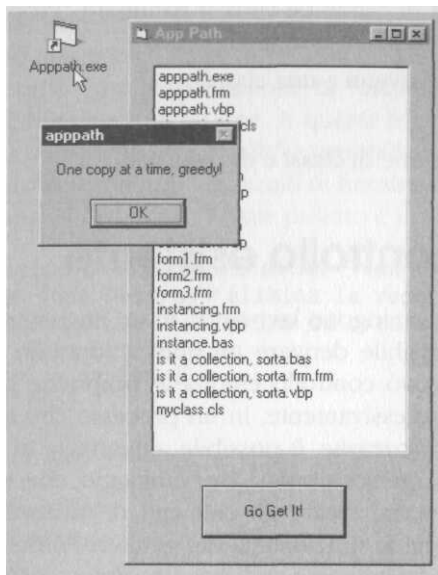 App Path
Apppath.exe
apppath.exe
apppath.frm
apppath.vbp
cls
apppath
One copy at a time, greedy!
OK
form1.frm
form2.frm
form3.frm
instancing.frm
instancing.vbp
instance.bas
is it a collection, sorta.bas
is it a collection, sorta.frm.frm
is it a collection, sorta.vbp
myclass.cls
Go Get It!